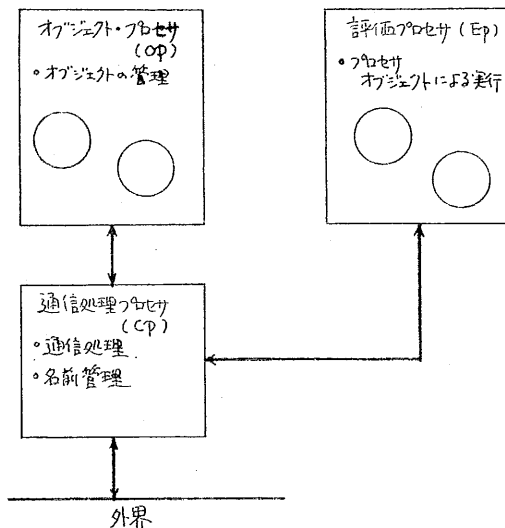 オブジェクト・プロセサ
(Op)
•オブジェクトの管理
評価プロセサ (Ep)
•プロセサ
オブジェクトによる実行
通信処理プロセサ
(Cp)
•通信処理
•名前管理
外界